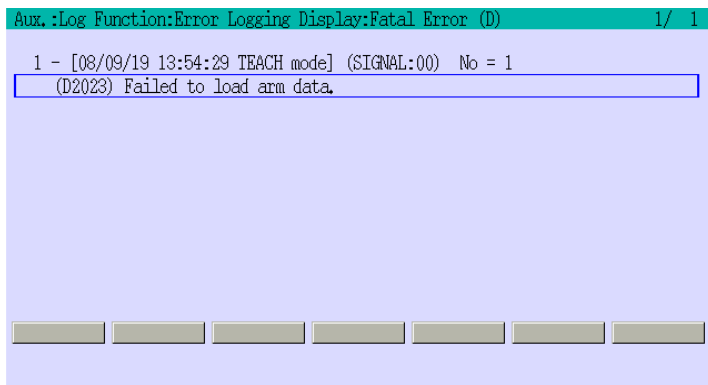 Aux.:Log Function:Error Logging Display:Fatal Error (D) 1/ 1
1 - [08/09/19 13:54:29 TEACH mode] (SIGNAL:00) No = 1
(D2023) Failed to load arm data.